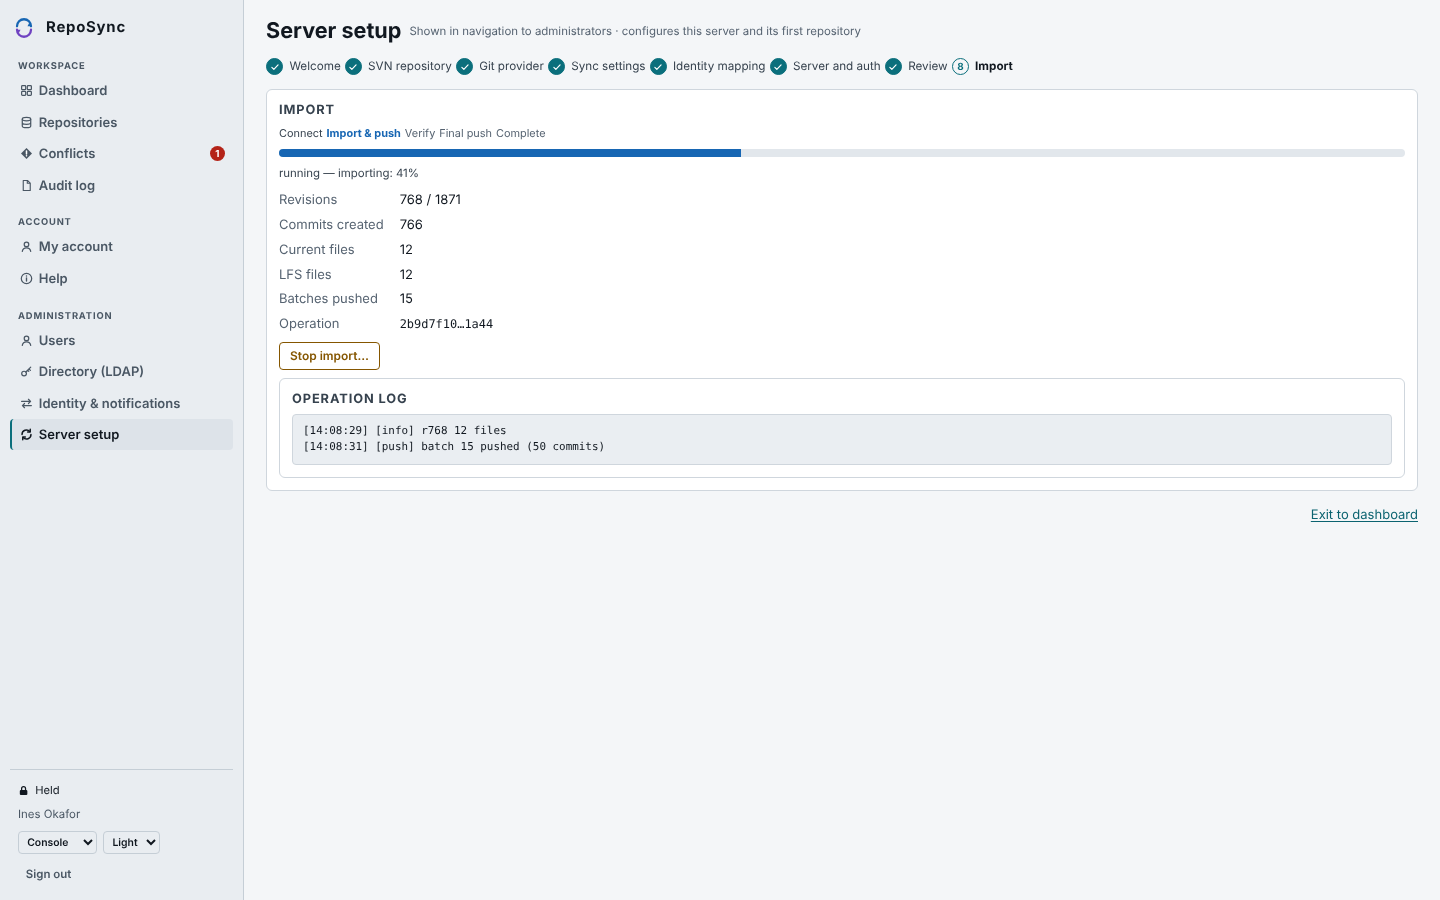 RepoSync
WORKSPACE
Dashboard
Repositories
Conflicts 1
Audit log
ACCOUNT
My account
Help
ADMINISTRATION
Users
Directory (LDAP)
Identity & notifications
Server setup
Held
Ines Okafor
Console Light
Sign out
Server setup Shown in navigation to administrators · configures this server and its first repository
Welcome SVN repository Git provider Sync settings Identity mapping Server and auth Review 8 Import
IMPORT
Connect Import & push Verify Final push Complete
running — importing: 41%
Revisions 768 / 1871
Commits created 766
Current files 12
LFS files 12
Batches pushed 15
Operation 2b9d7f10…1a44
Stop import…
OPERATION LOG
[14:08:29] [info] r768 12 files
[14:08:31] [push] batch 15 pushed (50 commits)
Exit to dashboard